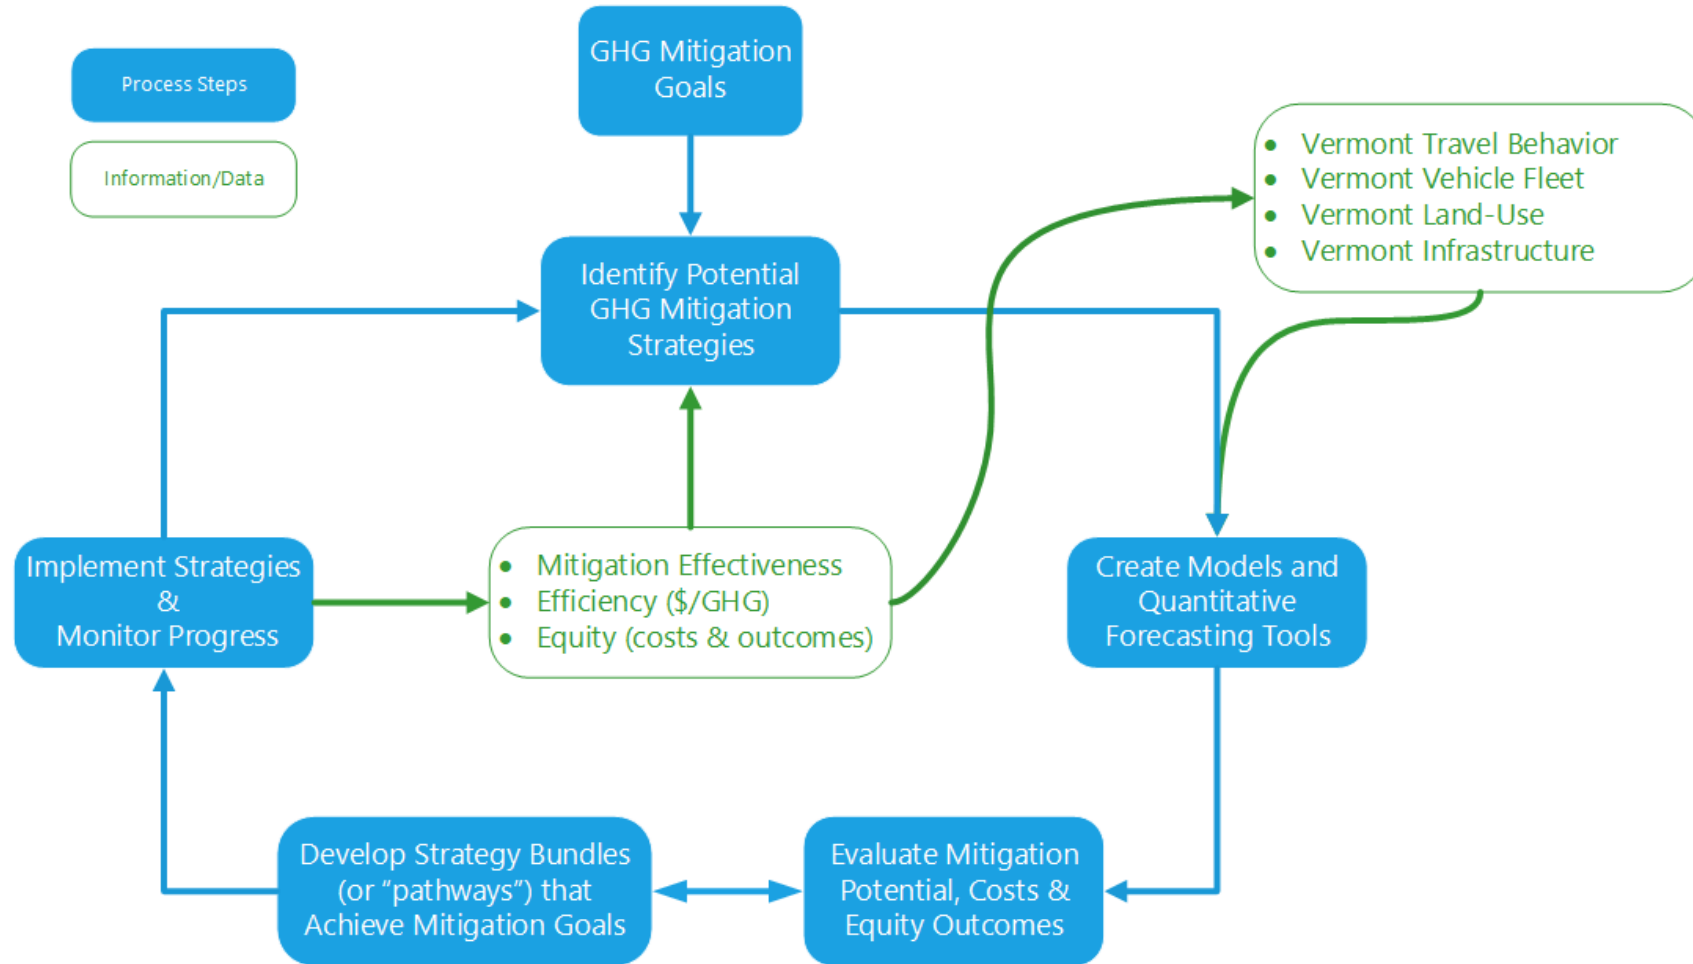 GHG Mitigation
Goals
Process Steps
Information/Data
• Vermont Travel Behavior
• Vermont Vehicle Fleet
• Vermont Land-Use
• Vermont Infrastructure
Identify Potential
GHG Mitigation
Strategies
Implement Strategies
&
Monitor Progress
• Mitigation Effectiveness
• Efficiency ($/GHG)
• Equity (costs & outcomes)
Create Models and
Quantitative
Forecasting Tools
Develop Strategy Bundles
(or “pathways”) that
Achieve Mitigation Goals
Evaluate Mitigation
Potential, Costs &
Equity Outcomes